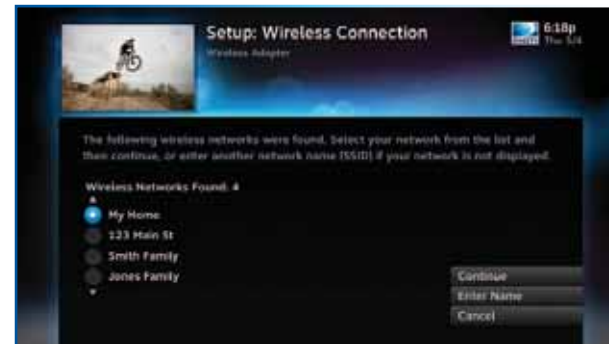 Setup: Wireless Connection
Wireless Adapter
6:18p
Thu 5/4
The following wireless networks were found. Select your network from the list and
then continue, or enter another network name (SSID) if your network is not displayed.
Wireless Networks Found: 4
My Home
123 Main St
Smith Family
Jones Family
Continue
Enter Name
Cancel